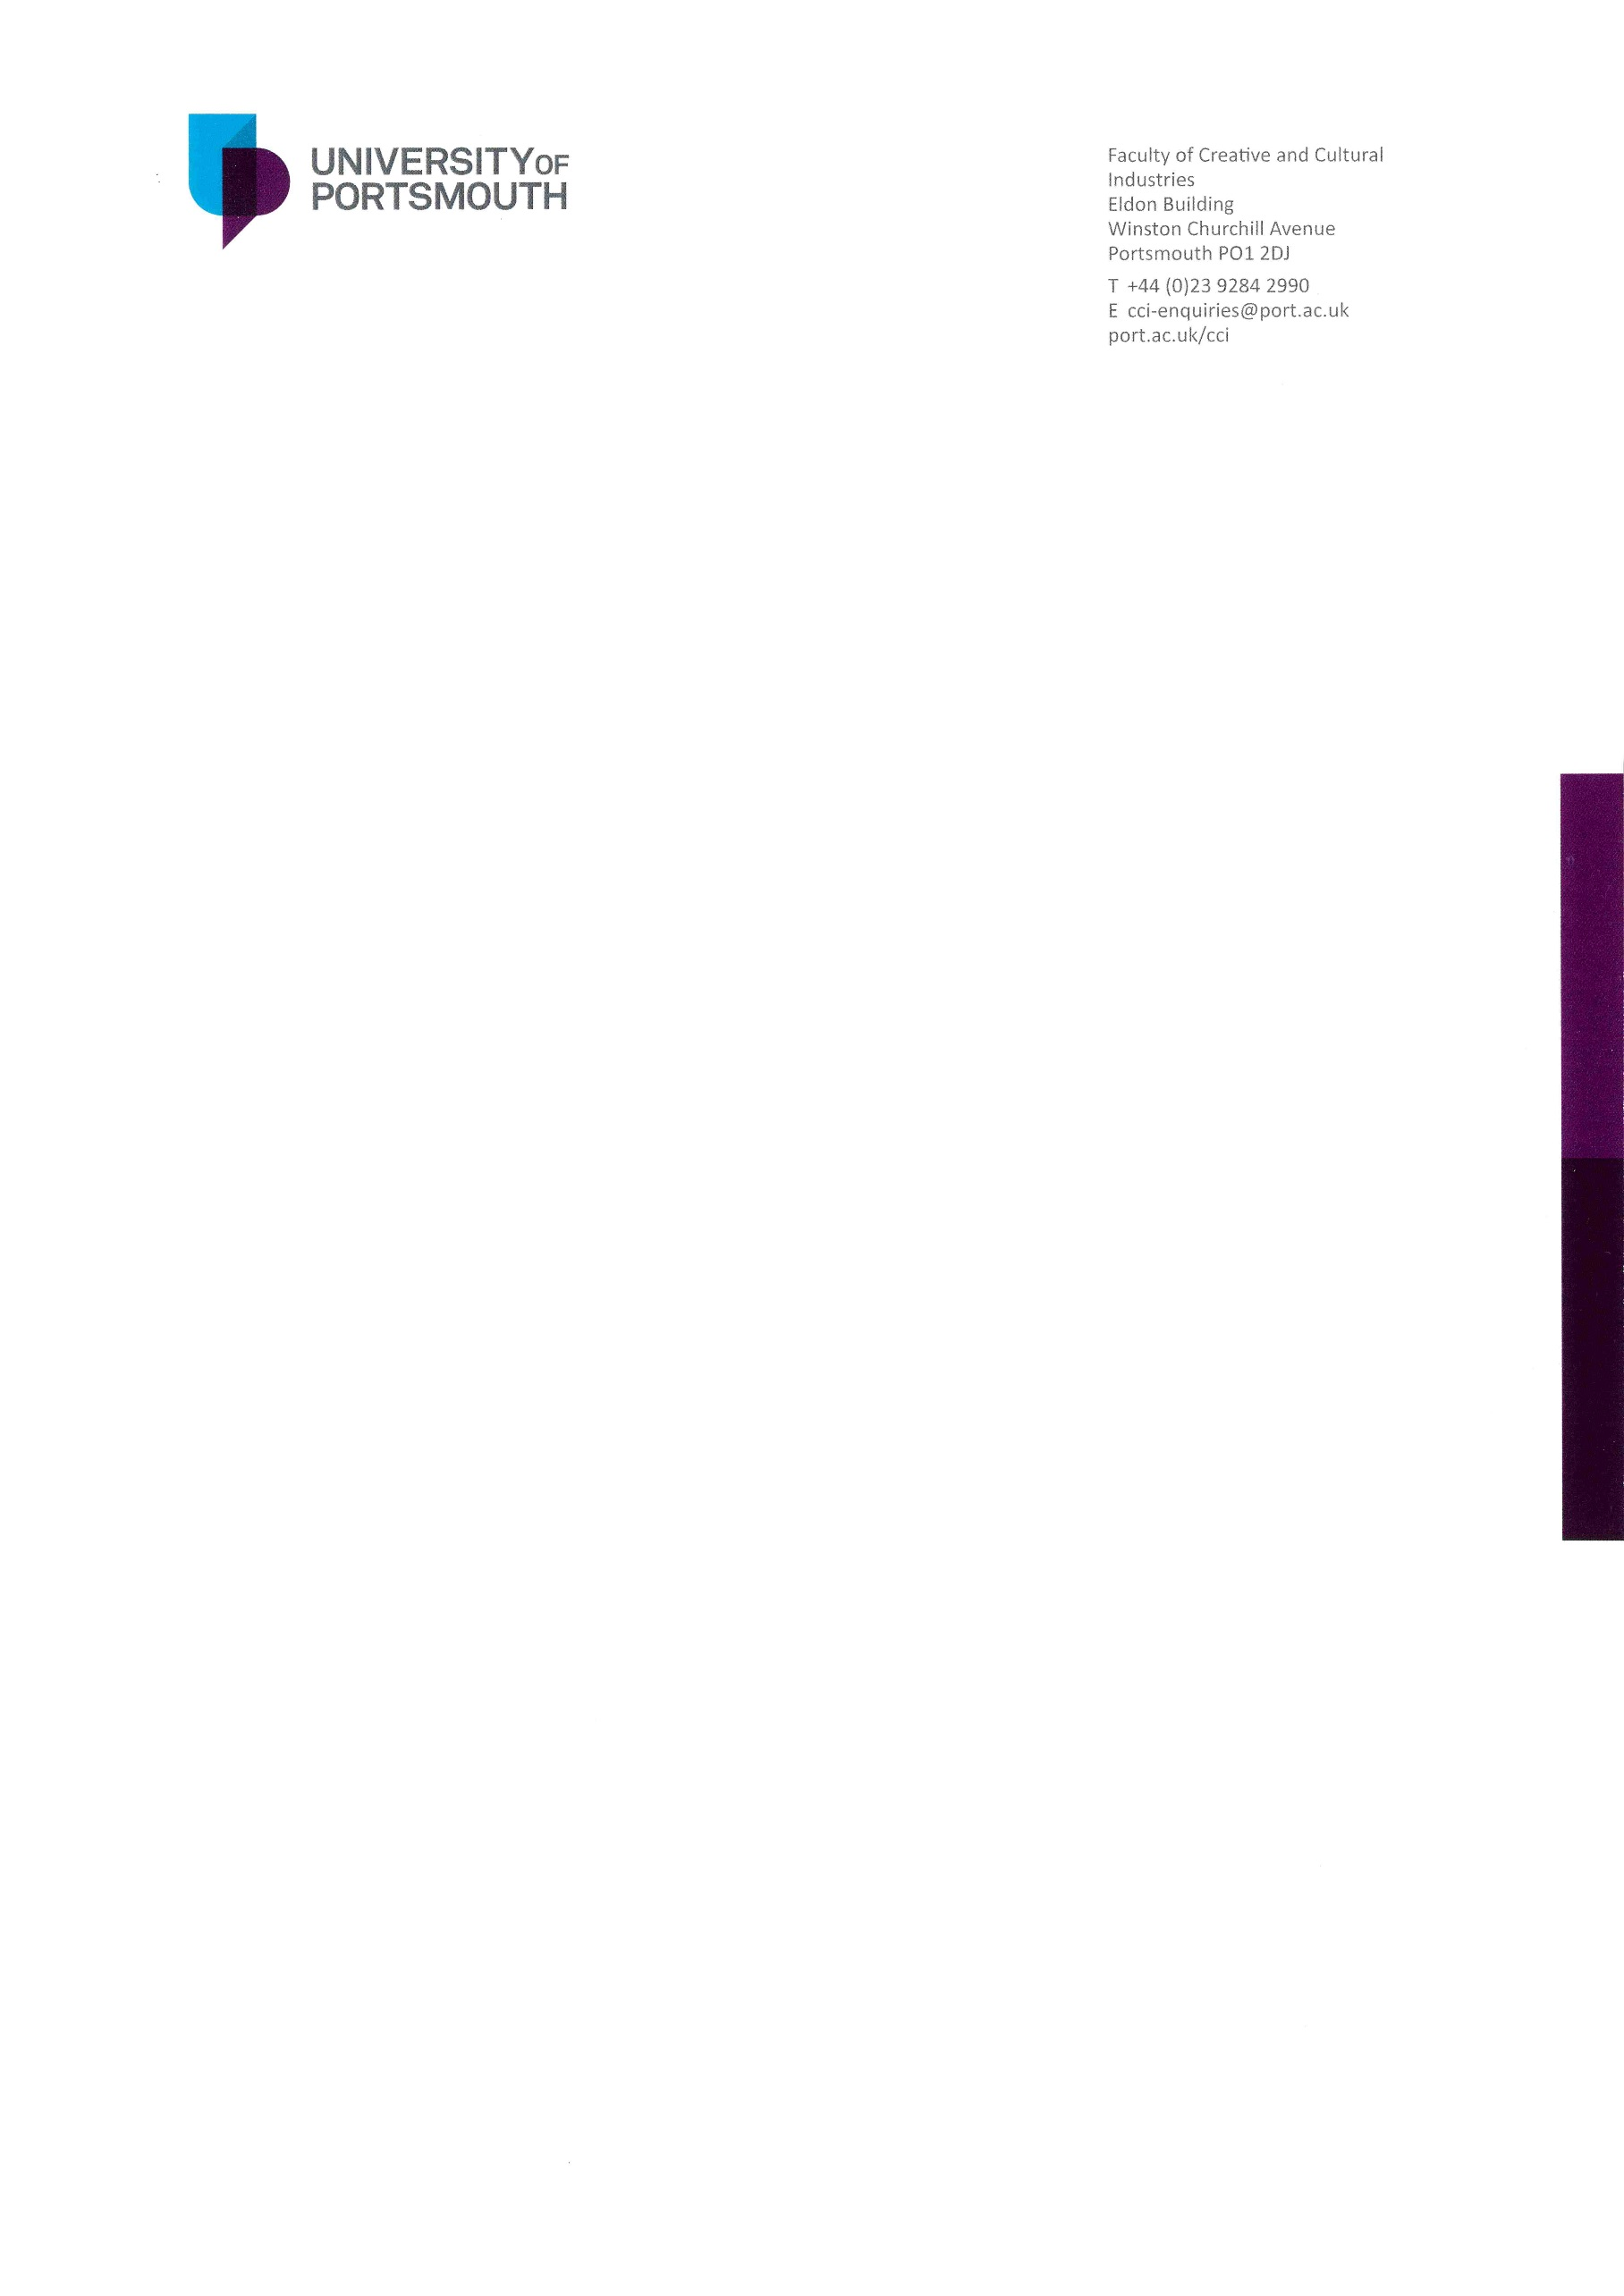 UNIVERSITY OF
PORTSMOUTH
Faculty of Creative and Cultural
Industries
Eldon Building
Winston Churchill Avenue
Portsmouth PO1 2DJ
T +44 (0)23 9284 2990
E cci-enquiries@port.ac.uk
port.ac.uk/cci